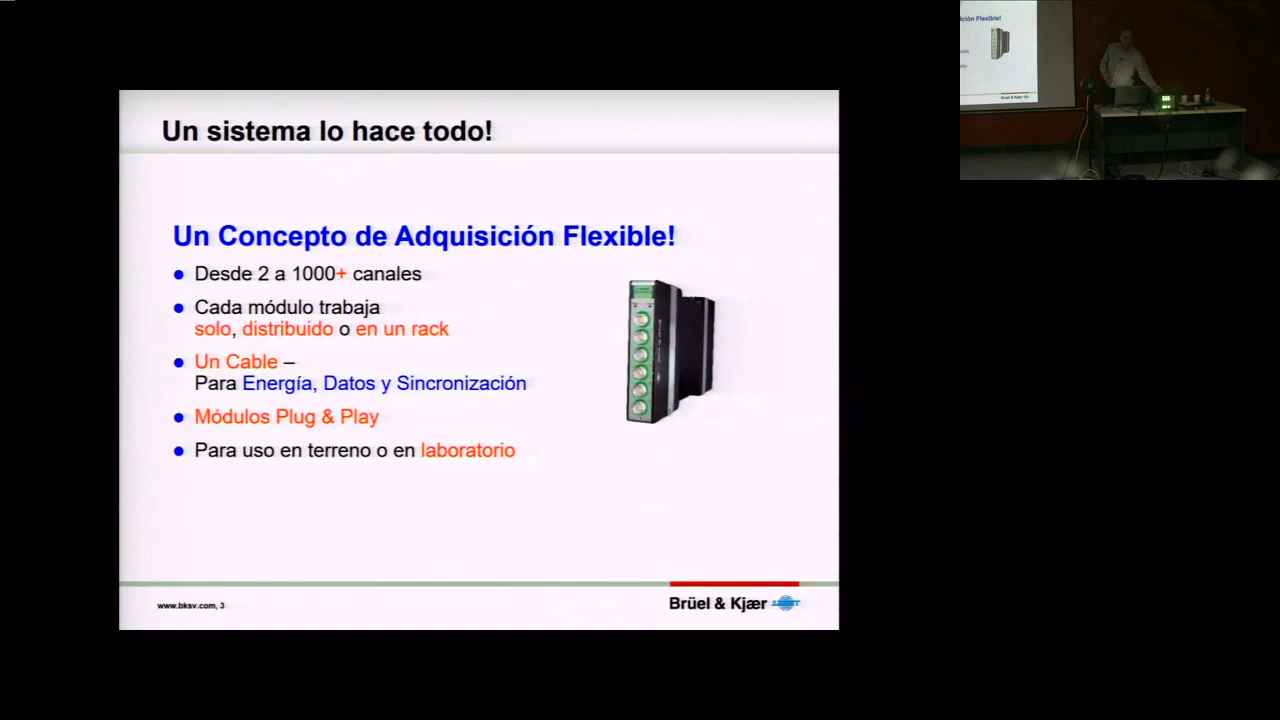 Un sistema lo hace todo!
Un Concepto de Adquisición Flexible!
Desde 2 a 1000+ canales
Cada módulo trabaja
solo, distribuido o en un rack
Un Cable –
Para Energía, Datos y Sincronización
Módulos Plug & Play
Para uso en terreno o en laboratorio
www.bksv.com, 3
Brüel & Kjær
ición Flexible!